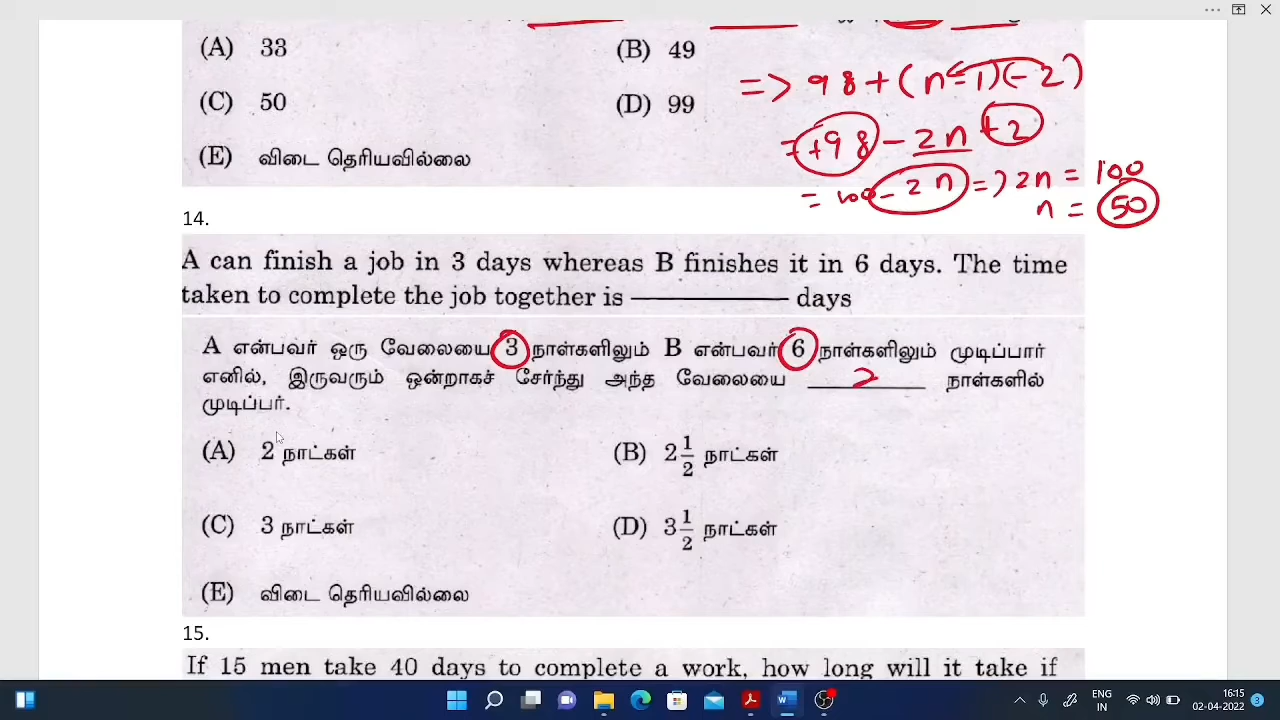 (A) 33
(B) 49
=> 98 + (n-1)(-2)
(C) 50
(D) 99
= +98 - 2n + 2
(E) விடை தெரியவில்லை
= 100 - 2n => 2n = 100
n = 50
14.
A can finish a job in 3 days whereas B finishes it in 6 days. The time
taken to complete the job together is ———— days
A என்பவர் ஒரு வேலையை 3 நாள்களிலும் B என்பவர் 6 நாள்களிலும் முடிப்பார்
எனில், இருவரும் ஒன்றாகச் சேர்ந்து அந்த வேலையை 2 நாள்களில்
முடிப்பர்.
(A) 2 நாட்கள்
(B) 2 1/2 நாட்கள்
(C) 3 நாட்கள்
(D) 3 1/2 நாட்கள்
(E) விடை தெரியவில்லை
15.
If 15 men take 40 days to complete a work, how long will it take if
ENG
IN
16:15
02-04-2022
3